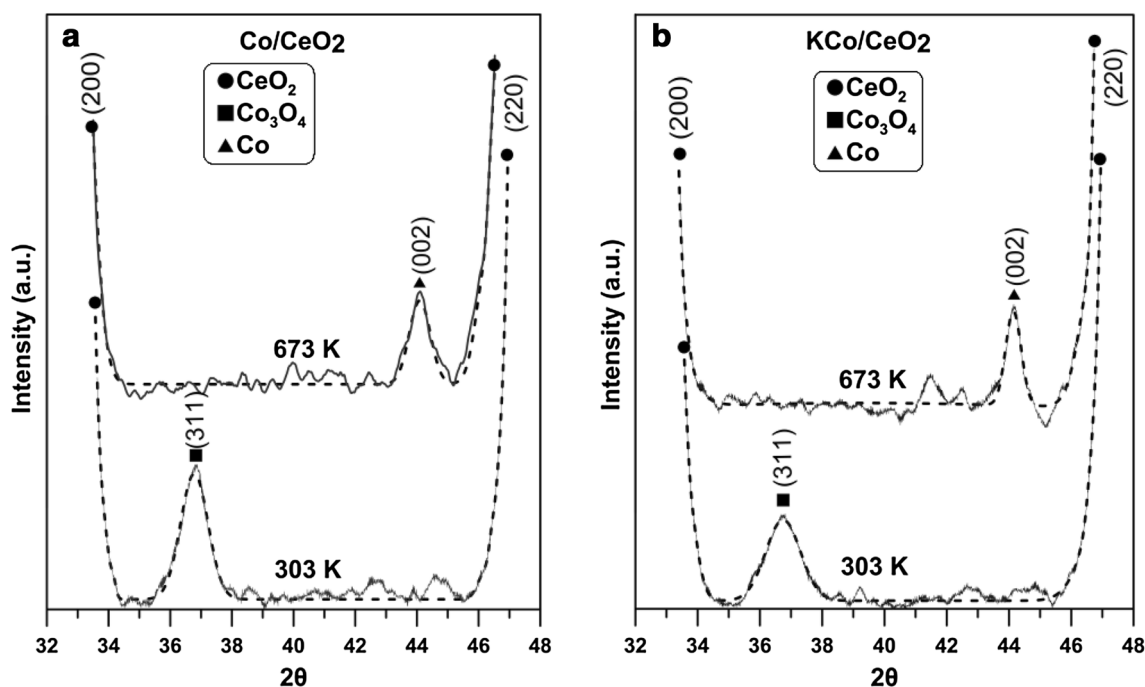 a
Co/CeO2
CeO₂
Co₃O₄
Co
(200)
(220)
(002)
673 K
(311)
303 K
Intensity (a.u.)
32 34 36 38 40 42 44 46 48
2θ
b
KCo/CeO2
CeO₂
Co₃O₄
Co
(200)
(220)
(002)
673 K
(311)
303 K
Intensity (a.u.)
32 34 36 38 40 42 44 46 48
2θ